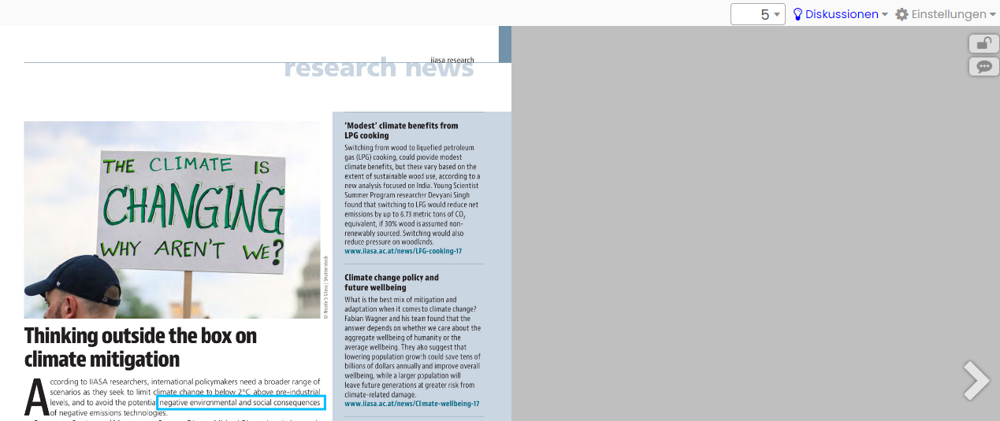 5
Diskussionen
Einstellungen
iiasa research
research news
THE CLIMATE IS
CHANGING
WHY AREN'T WE?
© Nicole S Glass | Shutterstock
Thinking outside the box on
climate mitigation
According to IIASA researchers, international policymakers need a broader range of
scenarios as they seek to limit climate change to below 2°C above pre-industrial
levels, and to avoid the potential negative environmental and social consequences
of negative emissions technologies.
'Modest' climate benefits from
LPG cooking
Switching from wood to liquefied petroleum
gas (LPG) cooking, could provide modest
climate benefits, but these vary based on the
extent of sustainable wood use, according to a
new analysis focused on India. Young Scientist
Summer Program researcher Devyani Singh
found that switching to LPG would reduce net
emissions by up to 6.73 metric tons of CO₂
equivalent, if 30% wood is assumed non-
renewably sourced. Switching would also
reduce pressure on woodlands.
www.iiasa.ac.at/news/LPG-cooking-17
Climate change policy and
future wellbeing
What is the best mix of mitigation and
adaptation when it comes to climate change?
Fabian Wagner and his team found that the
answer depends on whether we care about the
aggregate wellbeing of humanity or the
average wellbeing. They also suggest that
lowering population growth could save tens of
billions of dollars annually and improve overall
wellbeing, while a larger population will
leave future generations at greater risk from
climate-related damage.
www.iiasa.ac.at/news/Climate-wellbeing-17